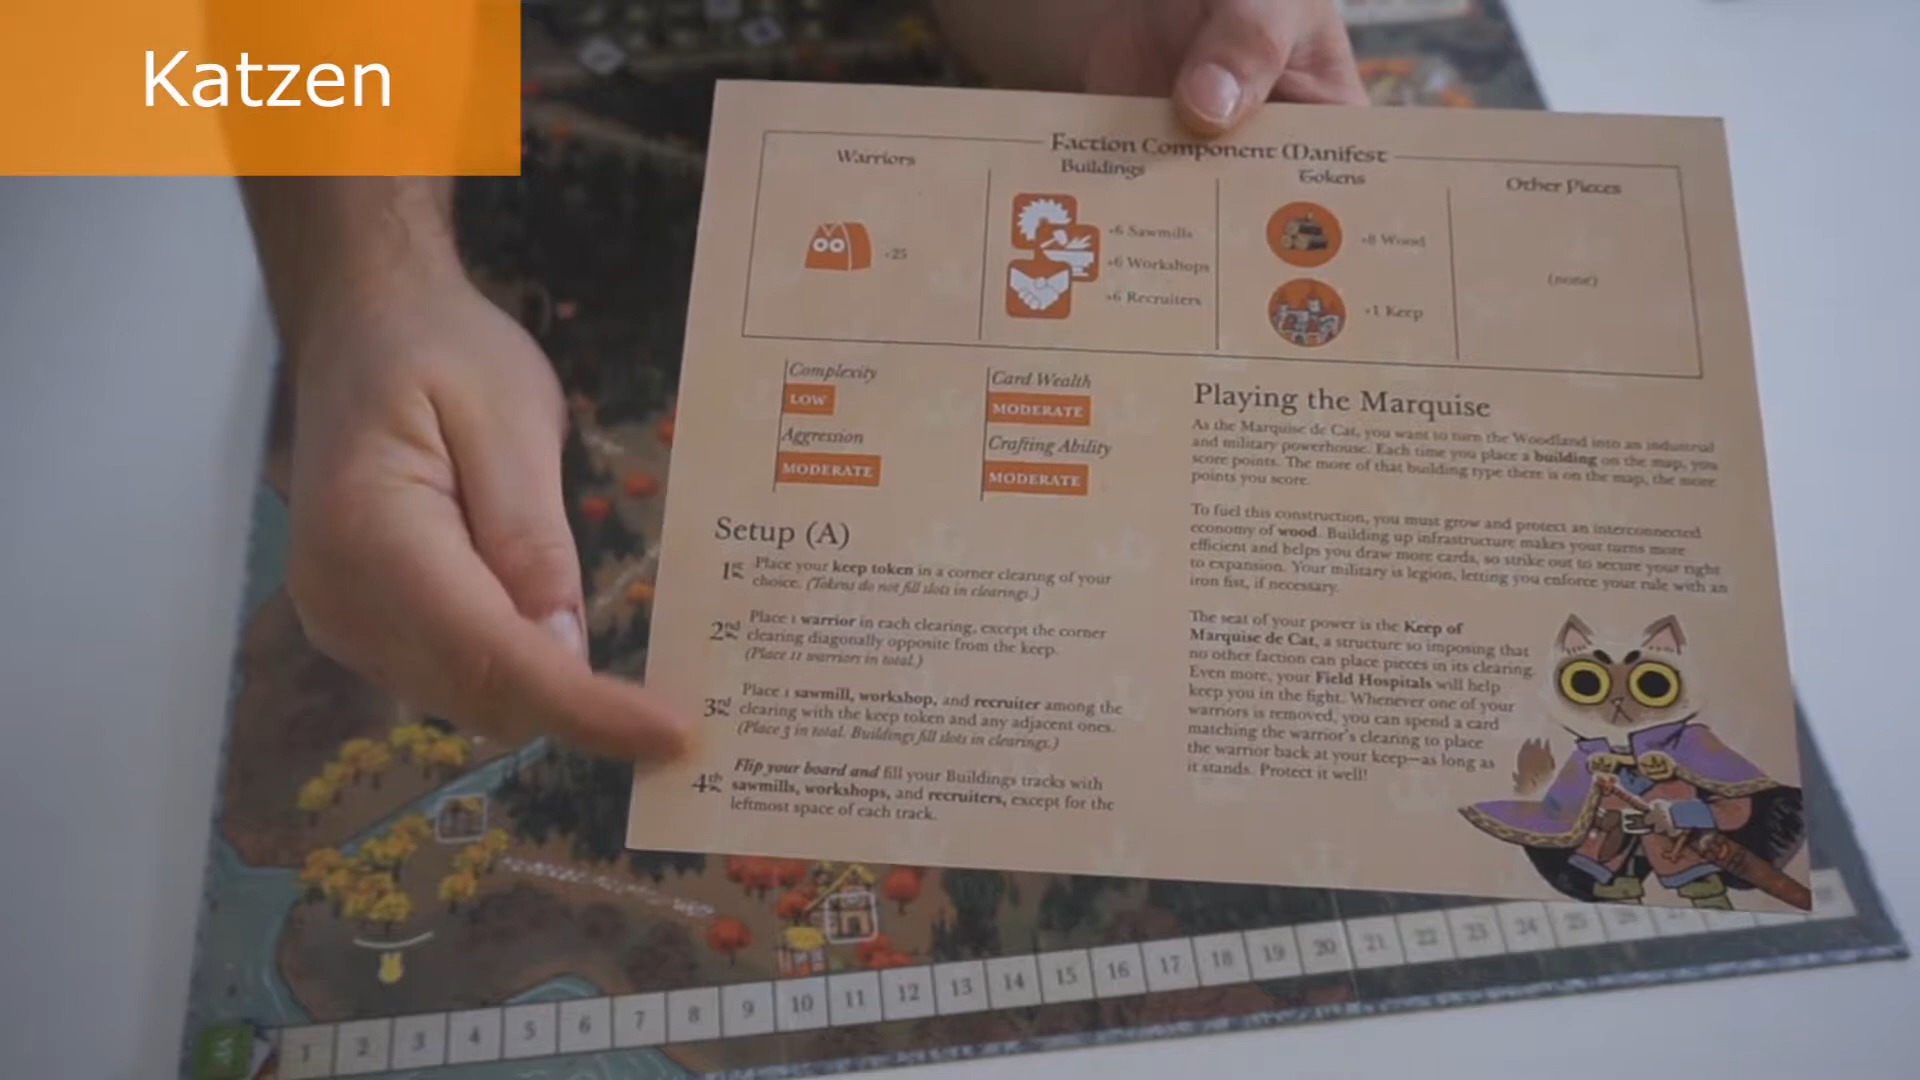 Katzen
Faction Component Manifest
Warriors
×25
Buildings
×6 Sawmills
×6 Workshops
×6 Recruiters
Tokens
×8 Wood
×1 Keep
Other Pieces
(none)
Complexity
LOW
Aggression
MODERATE
Card Wealth
MODERATE
Crafting Ability
MODERATE
Setup (A)
1st Place your keep token in a corner clearing of your
choice. (Tokens do not fill slots in clearings.)
2nd Place 1 warrior in each clearing, except the corner
clearing diagonally opposite from the keep.
(Place 11 warriors in total.)
3rd Place 1 sawmill, workshop, and recruiter among the
clearing with the keep token and any adjacent ones.
(Place 3 in total. Buildings fill slots in clearings.)
4th Flip your board and fill your Buildings tracks with
sawmills, workshops, and recruiters, except for the
leftmost space of each track.
Playing the Marquise
As the Marquise de Cat, you want to turn the Woodland into an industrial
and military powerhouse. Each time you place a building on the map, you
score points. The more of that building type there is on the map, the more
points you score.
To fuel this construction, you must grow and protect an interconnected
economy of wood. Building up infrastructure makes your turns more
efficient and helps you draw more cards, so strike out to secure your right
to expansion. Your military is legion, letting you enforce your rule with an
iron fist, if necessary.
The seat of your power is the Keep of
Marquise de Cat, a structure so imposing that
no other faction can place pieces in its clearing.
Even more, your Field Hospitals will help
keep you in the fight. Whenever one of your
warriors is removed, you can spend a card
matching the warrior's clearing to place
the warrior back at your keep—as long as
it stands. Protect it well!
1 2 3 4 5 6 7 8 9 10 11 12 13 14 15 16 17 18 19 20 21 22 23 24 25 26